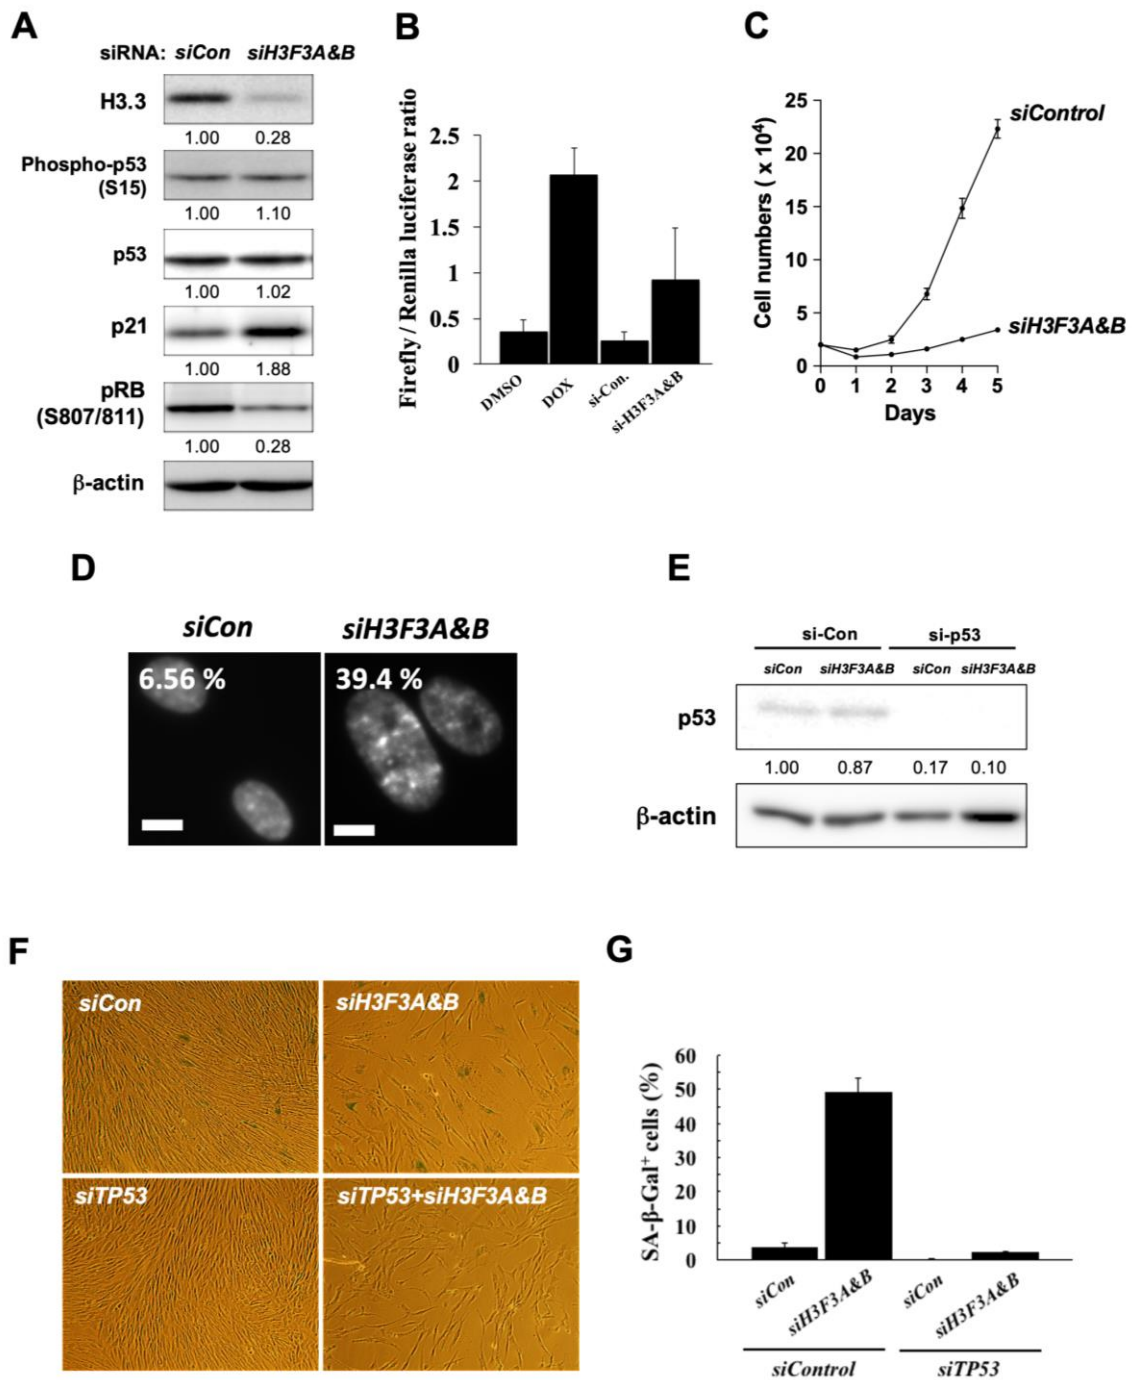 A
siRNA: siCon siH3F3A&B
H3.3
1.00 0.28
Phospho-p53
(S15)
1.00 1.10
p53
1.00 1.02
p21
1.00 1.88
pRB
(S807/811)
1.00 0.28
β-actin
B
Firefly / Renilla luciferase ratio
2.5
2
1.5
1
0.5
0
DMSO
DOX
si-Con.
si-H3F3A&B
C
Cell numbers ( x 10⁴)
25
20
15
10
5
0
0 1 2 3 4 5
Days
siControl
siH3F3A&B
D
siCon siH3F3A&B
6.56 % 39.4 %
E
si-Con si-p53
siCon siH3F3A&B siCon siH3F3A&B
p53
1.00 0.87 0.17 0.10
β-actin
F
siCon siH3F3A&B
siTP53 siTP53+siH3F3A&B
G
SA-β-Gal⁺ cells (%)
60
50
40
30
20
10
0
siCon
siH3F3A&B
siCon
siH3F3A&B
siControl siTP53